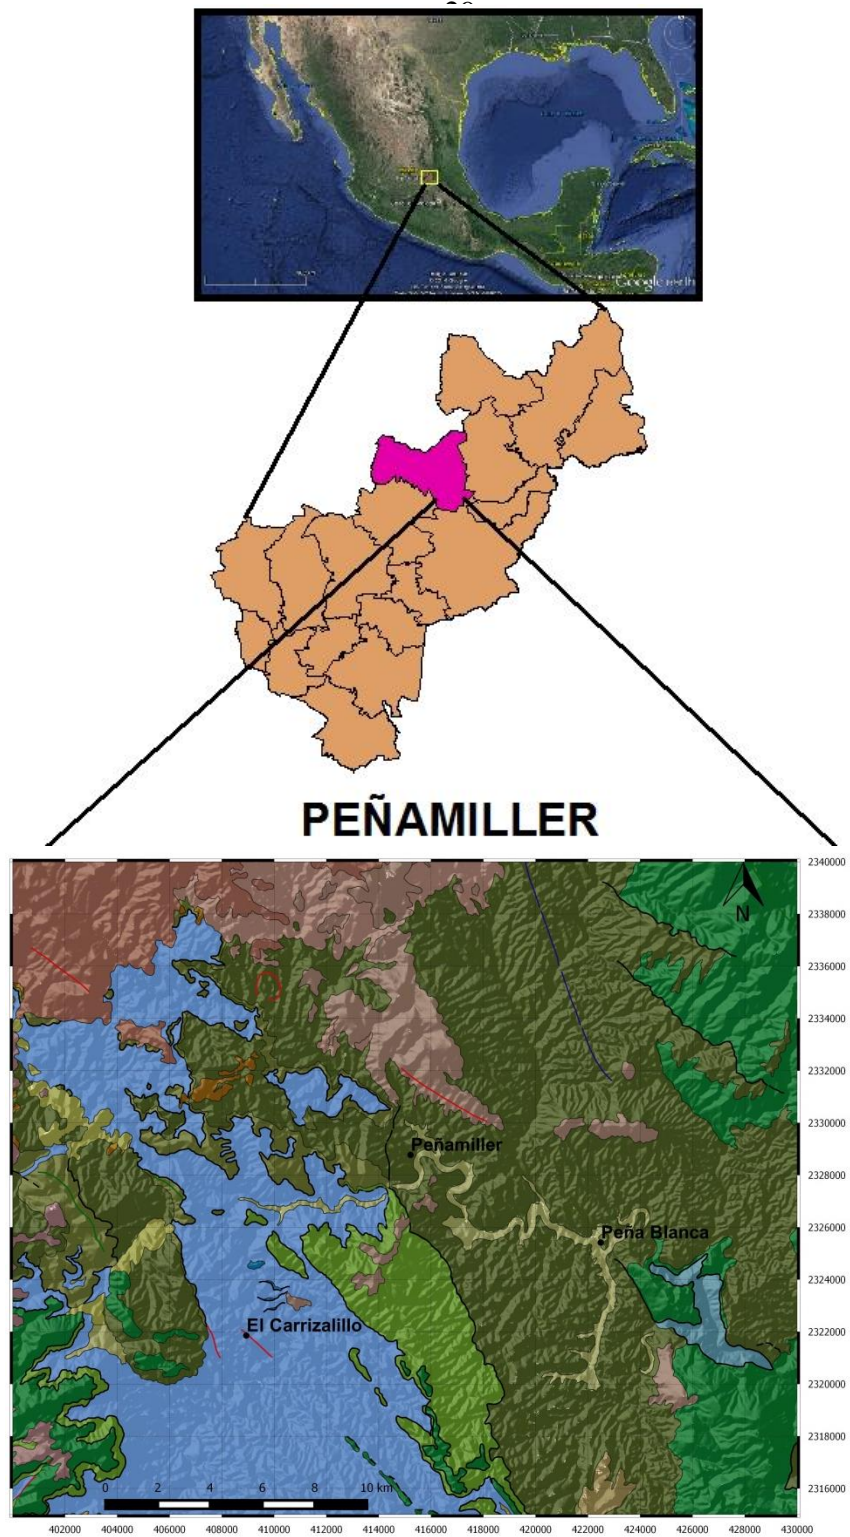 Google earth
PEÑAMILLER
2340000
N
2338000
2336000
2334000
2332000
2330000
Peñamiller
2328000
Peña Blanca
2326000
2324000
El Carrizalillo
2322000
2320000
2318000
0 2 4 6 8 10 km
2316000
402000 404000 406000 408000 410000 412000 414000 416000 418000 420000 422000 424000 426000 428000 430000